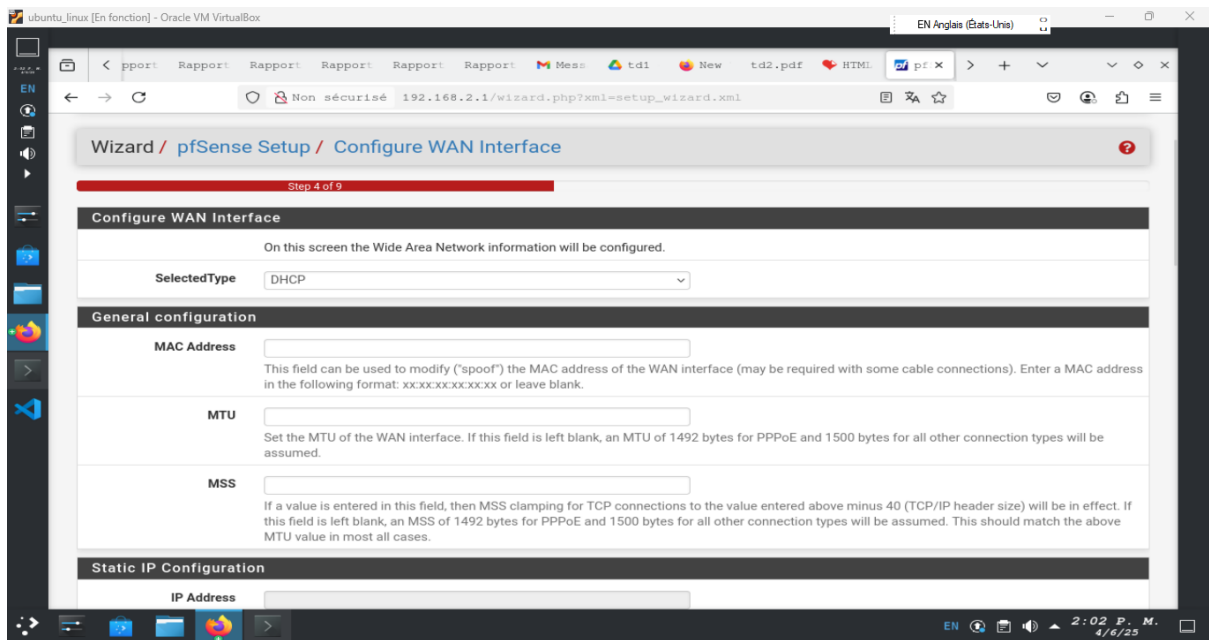 ubuntu_linux [En fonction] - Oracle VM VirtualBox
EN Anglais (États-Unis)
pport Rapport Rapport Rapport Rapport Rapport Mess td1 New td2.pdf HTML pf
EN
Non sécurisé 192.168.2.1/wizard.php?xml=setup_wizard.xml
Wizard / pfSense Setup / Configure WAN Interface
Step 4 of 9
Configure WAN Interface
On this screen the Wide Area Network information will be configured.
SelectedType DHCP
General configuration
MAC Address
This field can be used to modify ("spoof") the MAC address of the WAN interface (may be required with some cable connections). Enter a MAC address
in the following format: xx:xx:xx:xx:xx:xx or leave blank.
MTU
Set the MTU of the WAN interface. If this field is left blank, an MTU of 1492 bytes for PPPoE and 1500 bytes for all other connection types will be
assumed.
MSS
If a value is entered in this field, then MSS clamping for TCP connections to the value entered above minus 40 (TCP/IP header size) will be in effect. If
this field is left blank, an MSS of 1492 bytes for PPPoE and 1500 bytes for all other connection types will be assumed. This should match the above
MTU value in most all cases.
Static IP Configuration
IP Address
EN 2:02 P. M.
4/6/25